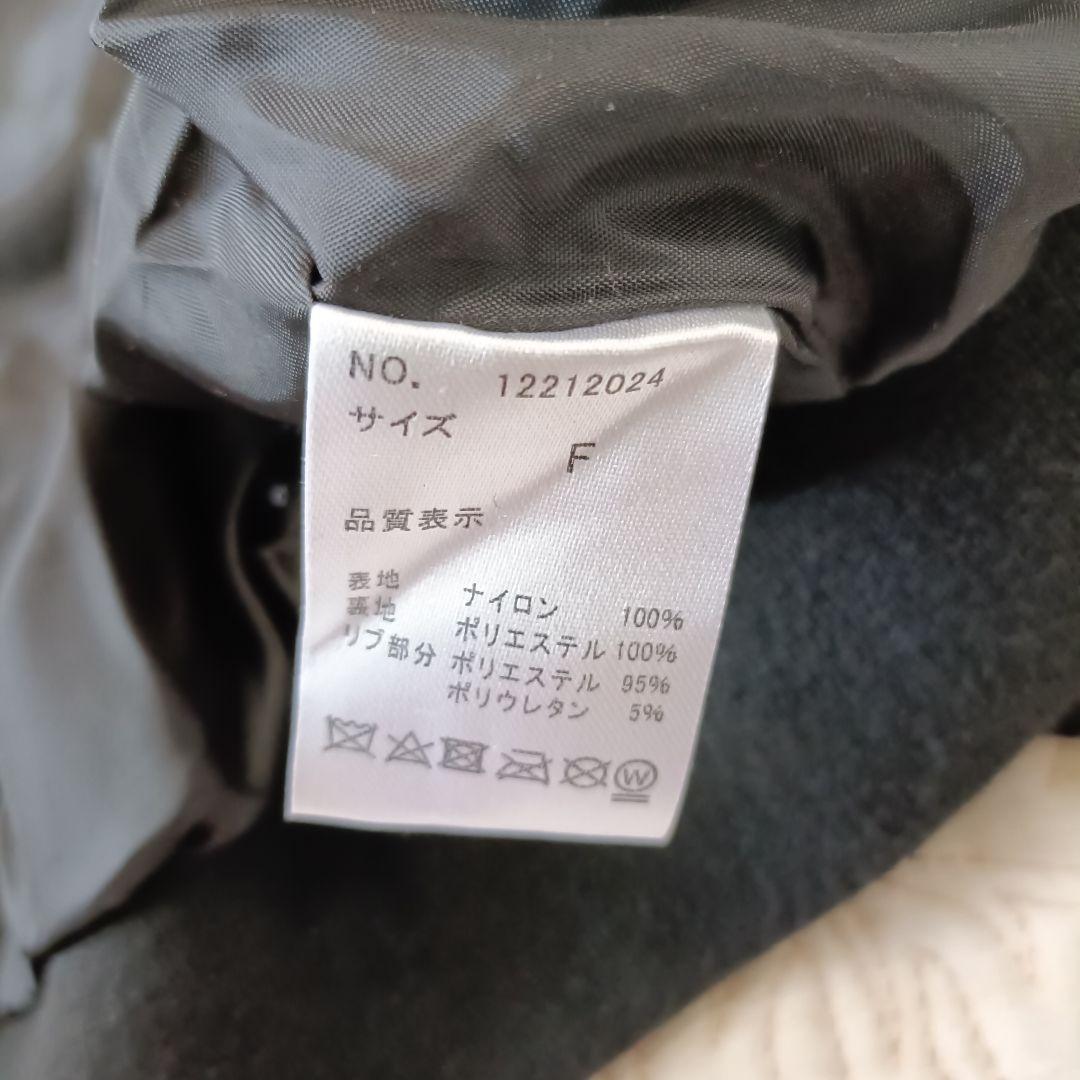 NO. 12212024
サイズ
F
品質表示
表地 ナイロン 100%
裏地 ポリエステル 100%
リブ部分 ポリエステル 95%
ポリウレタン 5%
W